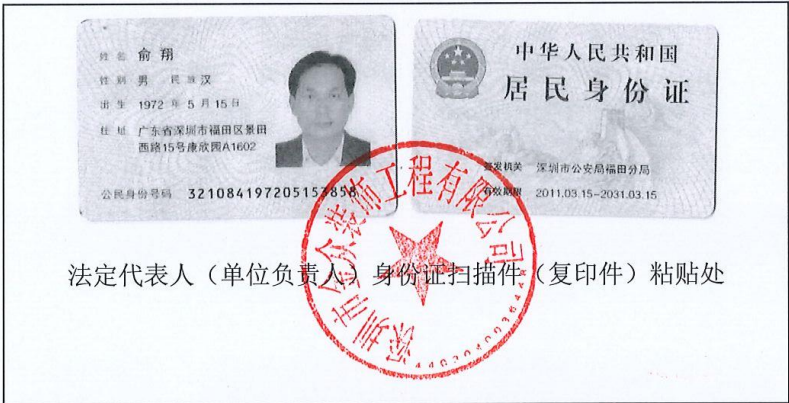 姓名 俞翔
性别 男 民族 汉
出生 1972 年 5 月 15 日
住址 广东省深圳市福田区景田
西路15号康欣园A1602
公民身份号码 321084197205153858
中华人民共和国
居民身份证
签发机关 深圳市公安局福田分局
有效期限 2011.03.15-2031.03.15
深圳市 众装饰工程有限公司
法定代表人（单位负责人）身份证扫描件（复印件）粘贴处